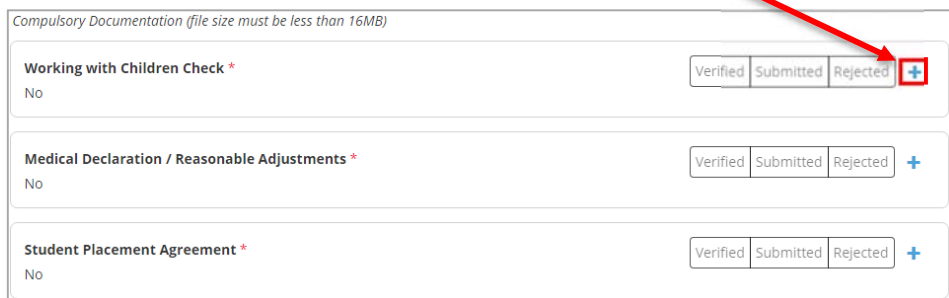 Compulsory Documentation (file size must be less than 16MB)
Working with Children Check *
Verified Submitted Rejected +
No
Medical Declaration / Reasonable Adjustments *
Verified Submitted Rejected +
No
Student Placement Agreement *
Verified Submitted Rejected +
No